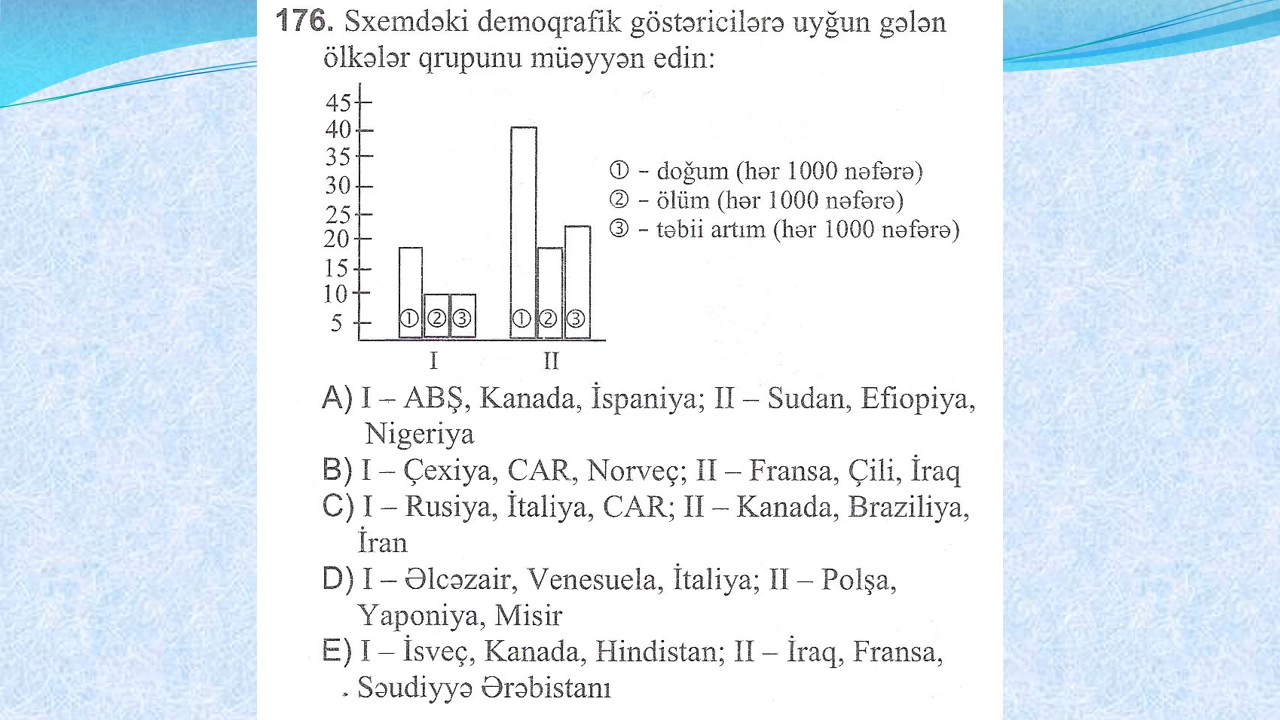 176. Sxemdəki demoqrafik göstəricilərə uyğun gələn
ölkələr qrupunu müəyyən edin:
45
40
35
30
25
20
15
10
5
① – doğum (hər 1000 nəfərə)
② – ölüm (hər 1000 nəfərə)
③ – təbii artım (hər 1000 nəfərə)
① ② ③ ① ② ③
I II
A) I – ABŞ, Kanada, İspaniya; II – Sudan, Efiopiya,
Nigeriya
B) I – Çexiya, CAR, Norveç; II – Fransa, Çili, İraq
C) I – Rusiya, İtaliya, CAR; II – Kanada, Braziliya,
İran
D) I – Əlcəzair, Venesuela, İtaliya; II – Polşa,
Yaponiya, Misir
E) I – İsveç, Kanada, Hindistan; II – İraq, Fransa,
Səudiyyə Ərəbistanı